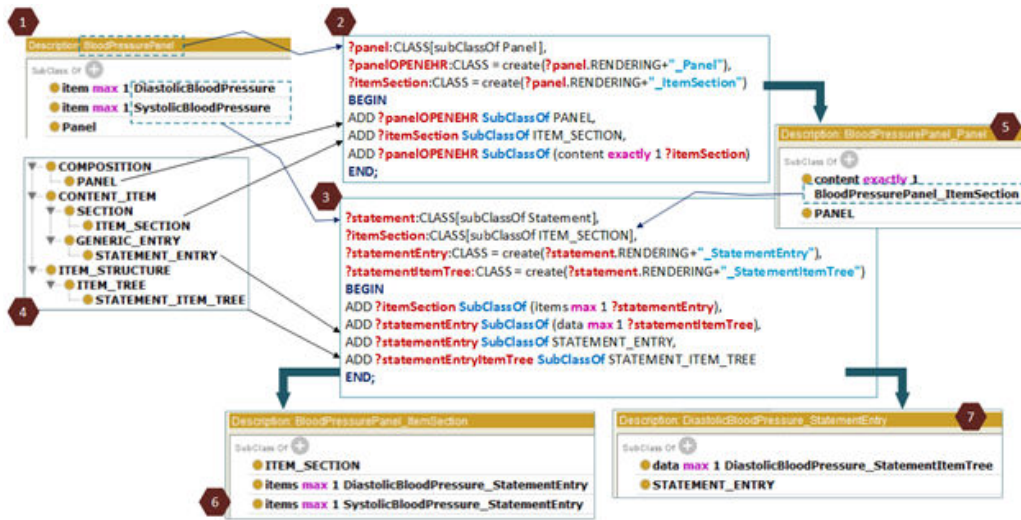 1
Description: BloodPressurePanel
SubClass Of
item max 1 DiastolicBloodPressure
item max 1 SystolicBloodPressure
Panel
2
?panel:CLASS[subClassOf Panel],
?panelOPENEHR:CLASS = create(?panel.RENDERING+"_Panel"),
?itemSection:CLASS = create(?panel.RENDERING+"_ItemSection")
BEGIN
ADD ?panelOPENEHR SubClassOf PANEL,
ADD ?itemSection SubClassOf ITEM_SECTION,
ADD ?panelOPENEHR SubClassOf (content exactly 1 ?itemSection)
END;
5
Description: BloodPressurePanel_Panel
SubClass Of
content exactly 1
BloodPressurePanel_ItemSection
PANEL
COMPOSITION
PANEL
CONTENT_ITEM
SECTION
ITEM_SECTION
GENERIC_ENTRY
STATEMENT_ENTRY
ITEM_STRUCTURE
ITEM_TREE
STATEMENT_ITEM_TREE
4
3
?statement:CLASS[subClassOf Statement],
?itemSection:CLASS[subClassOf ITEM_SECTION],
?statementEntry:CLASS = create(?statement.RENDERING+"_StatementEntry"),
?statementItemTree:CLASS = create(?statement.RENDERING+"_StatementItemTree")
BEGIN
ADD ?itemSection SubClassOf (items max 1 ?statementEntry),
ADD ?statementEntry SubClassOf (data max 1 ?statementItemTree),
ADD ?statementEntry SubClassOf STATEMENT_ENTRY,
ADD ?statementEntryItemTree SubClassOf STATEMENT_ITEM_TREE
END;
Description: BloodPressurePanel_ItemSection
SubClass Of
ITEM_SECTION
items max 1 DiastolicBloodPressure_StatementEntry
items max 1 SystolicBloodPressure_StatementEntry
6
7
Description: DiastolicBloodPressure_StatementEntry
SubClass Of
data max 1 DiastolicBloodPressure_StatementItemTree
STATEMENT_ENTRY